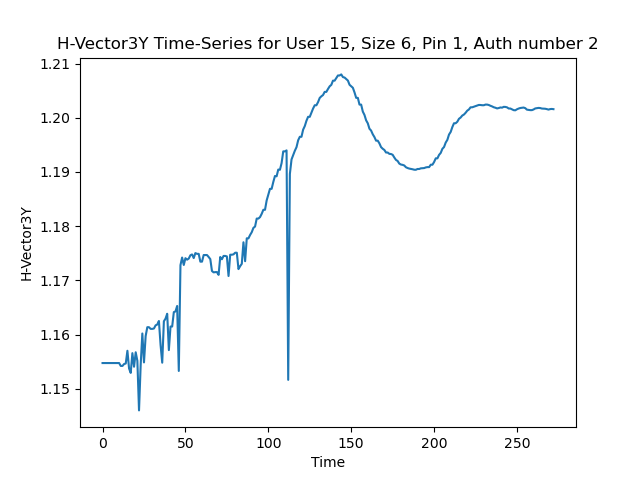 H-Vector3Y Time-Series for User 15, Size 6, Pin 1, Auth number 2
1.21
1.20
1.19
1.18
1.17
1.16
1.15
H-Vector3Y
0 50 100 150 200 250
Time